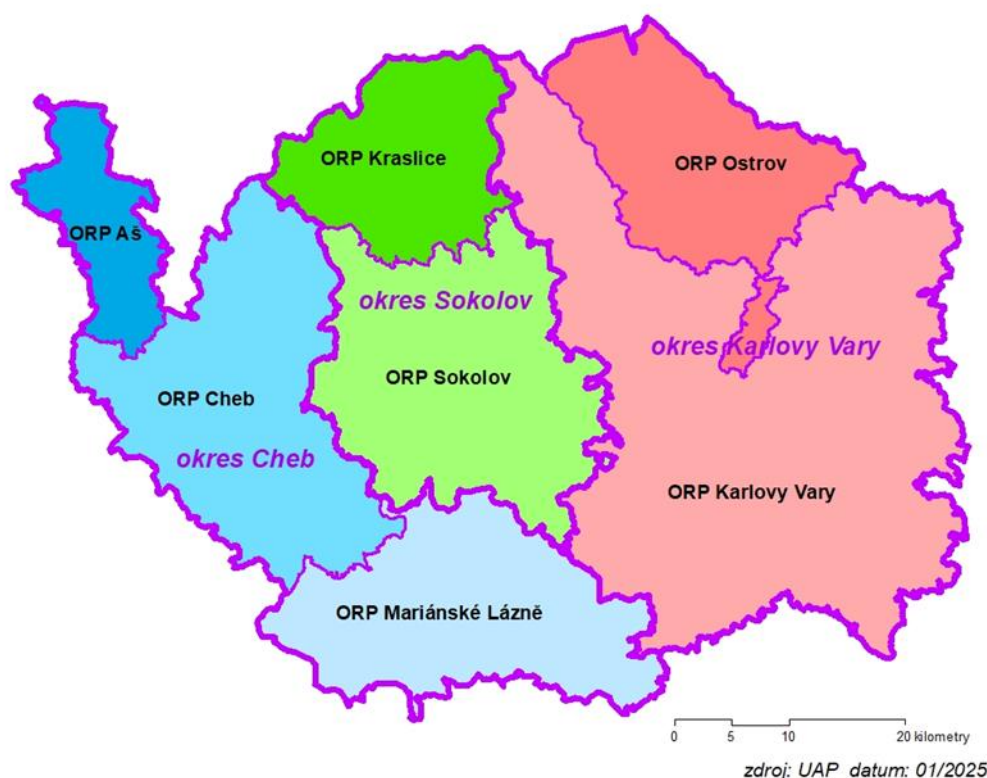 ORP Kraslice
ORP Ostrov
ORP Aš
okres Sokolov
okres Karlovy Vary
ORP Sokolov
ORP Cheb
okres Cheb
ORP Karlovy Vary
ORP Mariánské Lázně
0 5 10 20 kilometry
zdroj: UAP datum: 01/2025